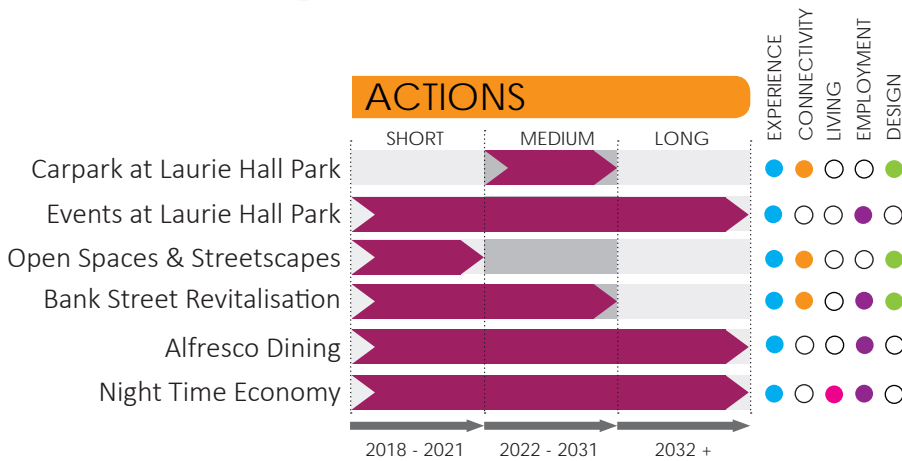 EXPERIENCE
CONNECTIVITY
LIVING
EMPLOYMENT
DESIGN
ACTIONS
SHORT MEDIUM LONG
Carpark at Laurie Hall Park
Events at Laurie Hall Park
Open Spaces & Streetscapes
Bank Street Revitalisation
Alfresco Dining
Night Time Economy
2018 - 2021 2022 - 2031 2032 +